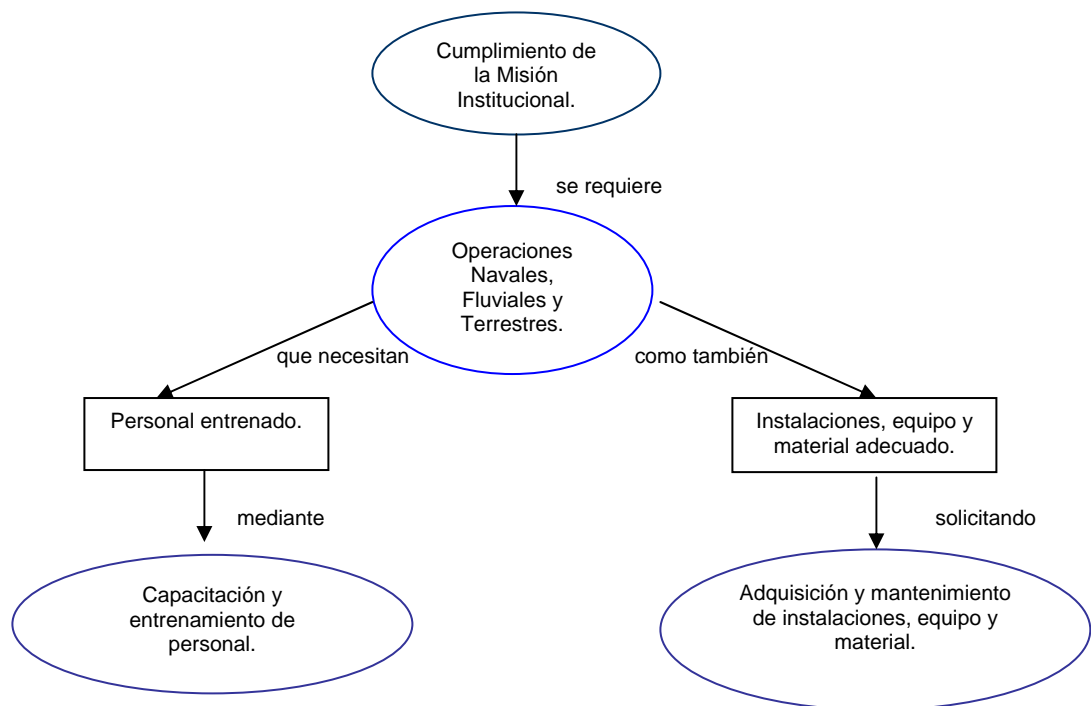 Cumplimiento de
la Misión
Institucional.
se requiere
Operaciones
Navales,
Fluviales y
Terrestres.
que necesitan
como también
Personal entrenado.
Instalaciones, equipo y
material adecuado.
mediante
solicitando
Capacitación y
entrenamiento de
personal.
Adquisición y mantenimiento
de instalaciones, equipo y
material.